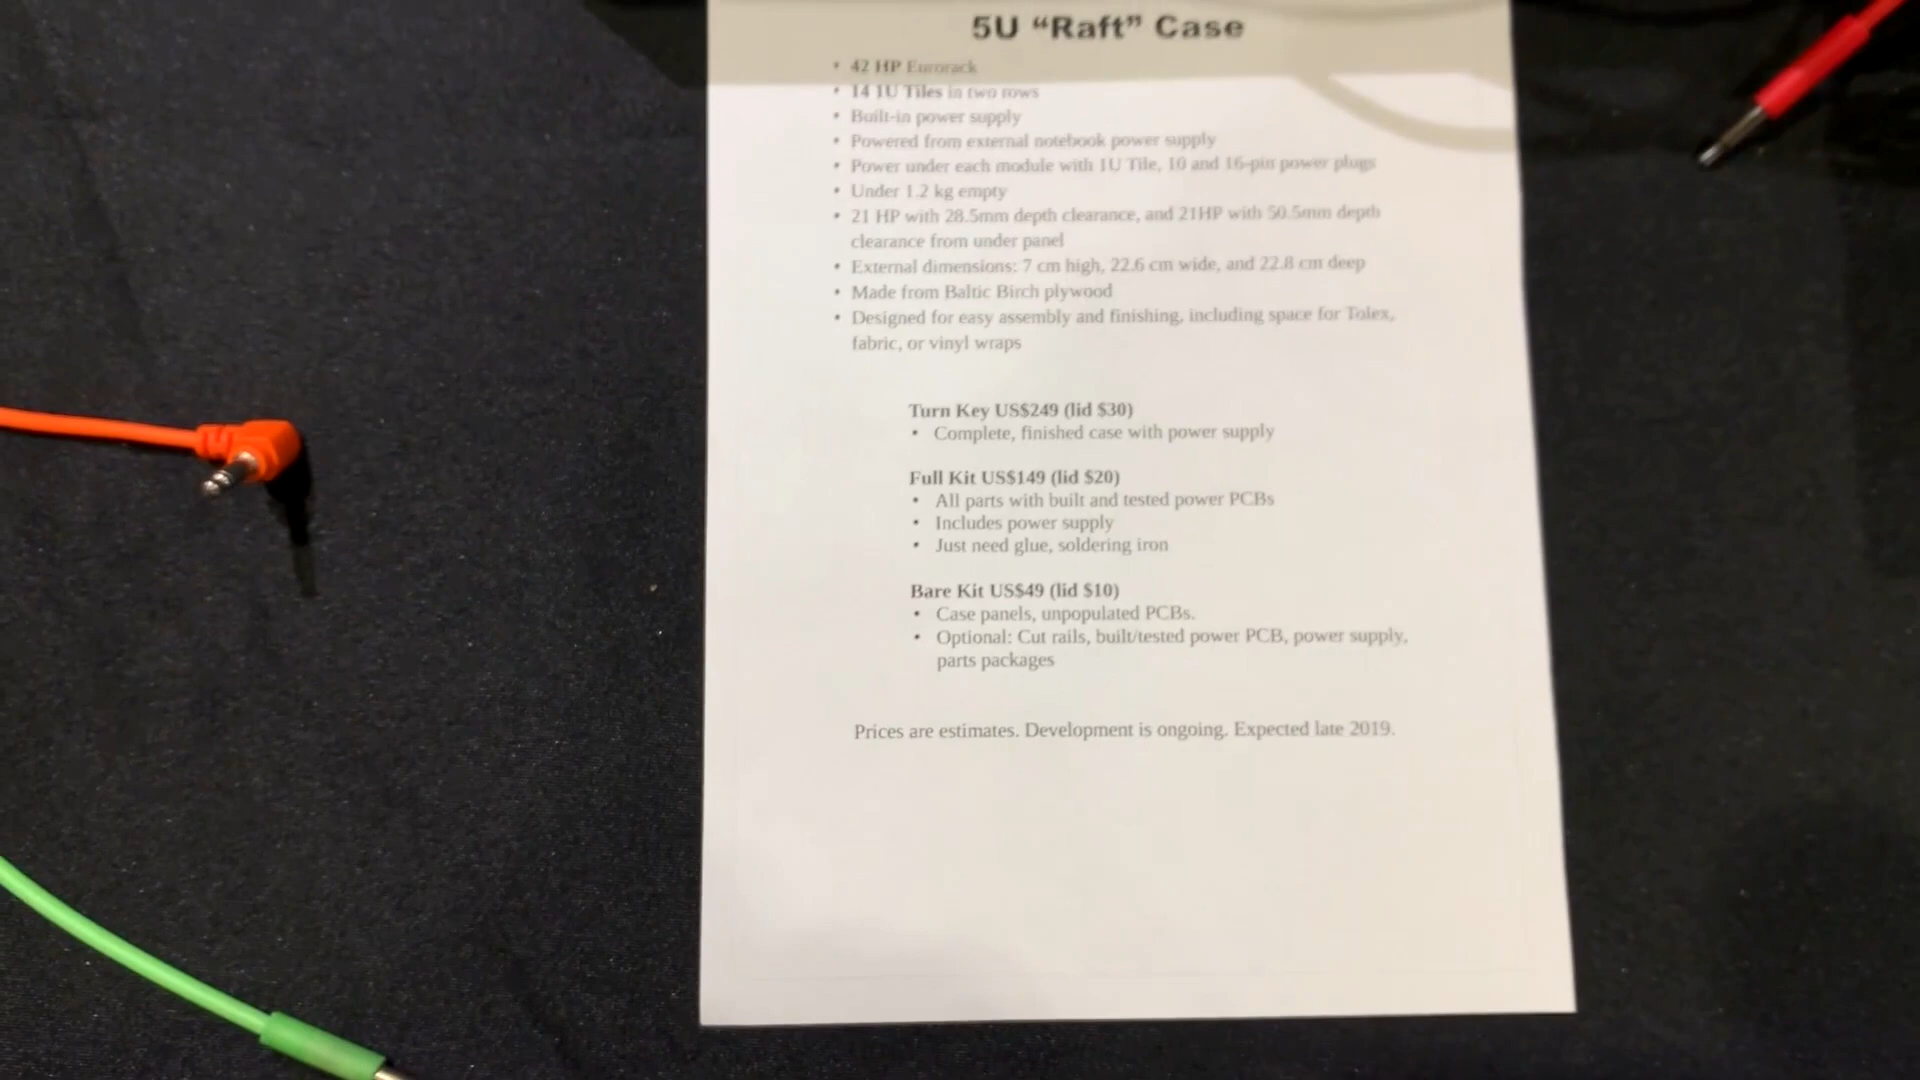 5U “Raft” Case
• 42 HP Eurorack
• 14 1U Tiles in two rows
• Built-in power supply
• Powered from external notebook power supply
• Power under each module with 1U Tile, 10 and 16-pin power plugs
• Under 1.2 kg empty
• 21 HP with 28.5mm depth clearance, and 21HP with 50.5mm depth
clearance from under panel
• External dimensions: 7 cm high, 22.6 cm wide, and 22.8 cm deep
• Made from Baltic Birch plywood
• Designed for easy assembly and finishing, including space for Tolex,
fabric, or vinyl wraps
Turn Key US$249 (lid $30)
• Complete, finished case with power supply
Full Kit US$149 (lid $20)
• All parts with built and tested power PCBs
• Includes power supply
• Just need glue, soldering iron
Bare Kit US$49 (lid $10)
• Case panels, unpopulated PCBs.
• Optional: Cut rails, built/tested power PCB, power supply,
parts packages
Prices are estimates. Development is ongoing. Expected late 2019.